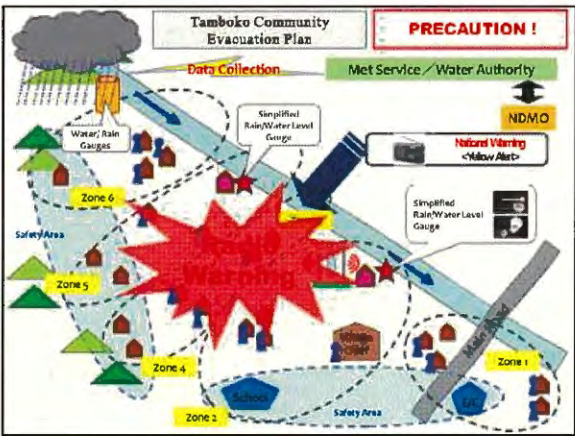 Tamboko Community
Evacuation Plan
PRECAUTION !
Data Collection
Met Service／Water Authority
NDMO
Water/ Rain
Gauges
Simplified
Rain/Water Level
Gauge
National Warning
<Yellow Alert>
Simplified
Rain/Water Level
Gauge
Zone 6
Safety Area
Warning
Zone 5
Zone 4
Main Road
Zone 1
School
E/C
Zone 2
Safety Area